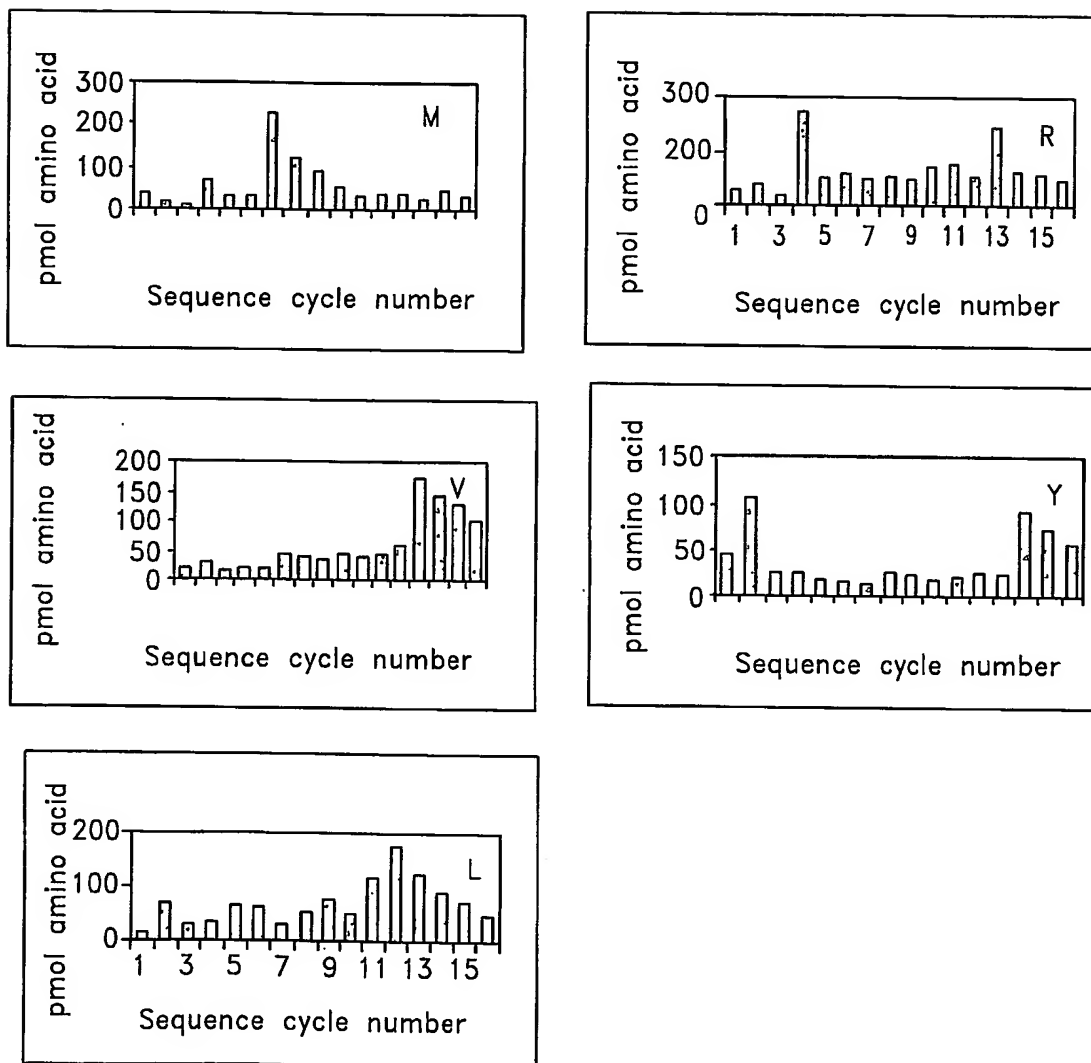 pmol amino acid
300
200
100
0
M
Sequence cycle number
pmol amino acid
300
200
0
R
1 3 5 7 9 11 13 15
Sequence cycle number
pmol amino acid
200
150
100
50
0
V
Sequence cycle number
pmol amino acid
150
100
50
0
Y
Sequence cycle number
pmol amino acid
200
100
0
L
1 3 5 7 9 11 13 15
Sequence cycle number